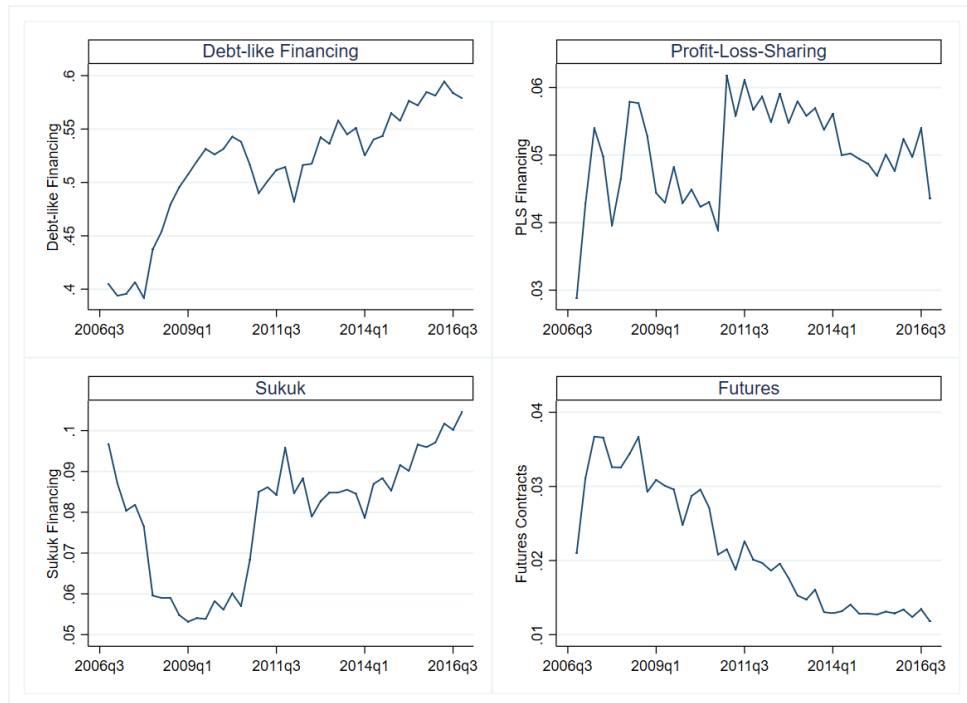 Debt-like Financing
Debt-like Financing
.6
.55
.5
.45
.4
2006q3 2009q1 2011q3 2014q1 2016q3
Profit-Loss-Sharing
PLS Financing
.06
.05
.04
.03
2006q3 2009q1 2011q3 2014q1 2016q3
Sukuk
Sukuk Financing
.1
.09
.08
.07
.06
.05
2006q3 2009q1 2011q3 2014q1 2016q3
Futures
Futures Contracts
.04
.03
.02
.01
2006q3 2009q1 2011q3 2014q1 2016q3